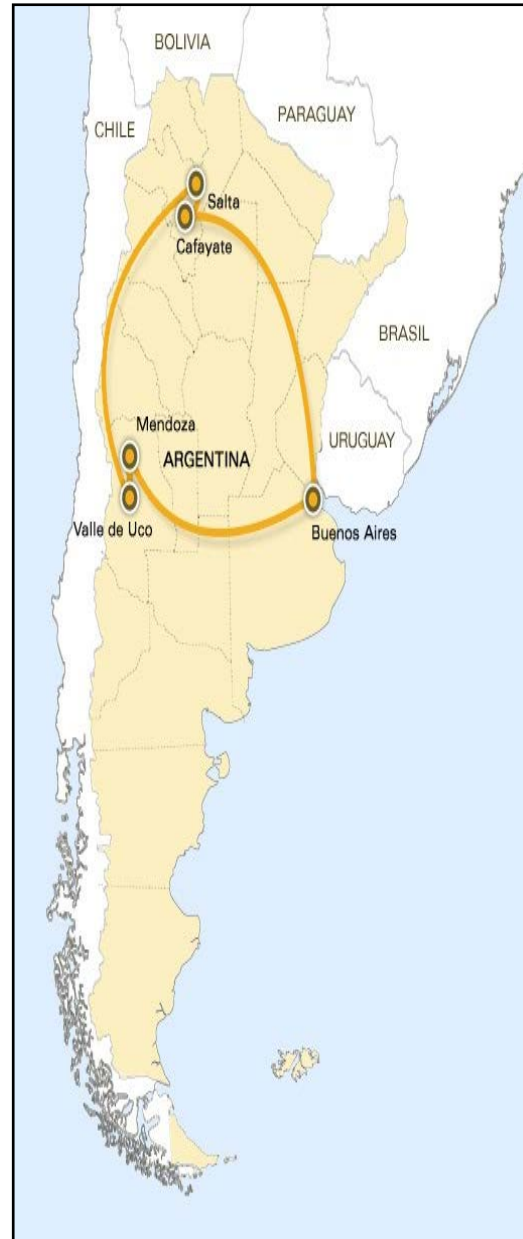 BOLIVIA
PARAGUAY
CHILE
Salta
Cafayate
BRASIL
Mendoza
URUGUAY
ARGENTINA
Valle de Uco
Buenos Aires